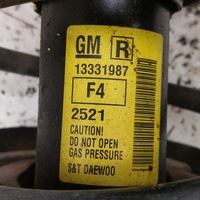 GM R
13331987
F4
2521
CAUTION!
DO NOT OPEN
GAS PRESSURE
S&T DAEWOO